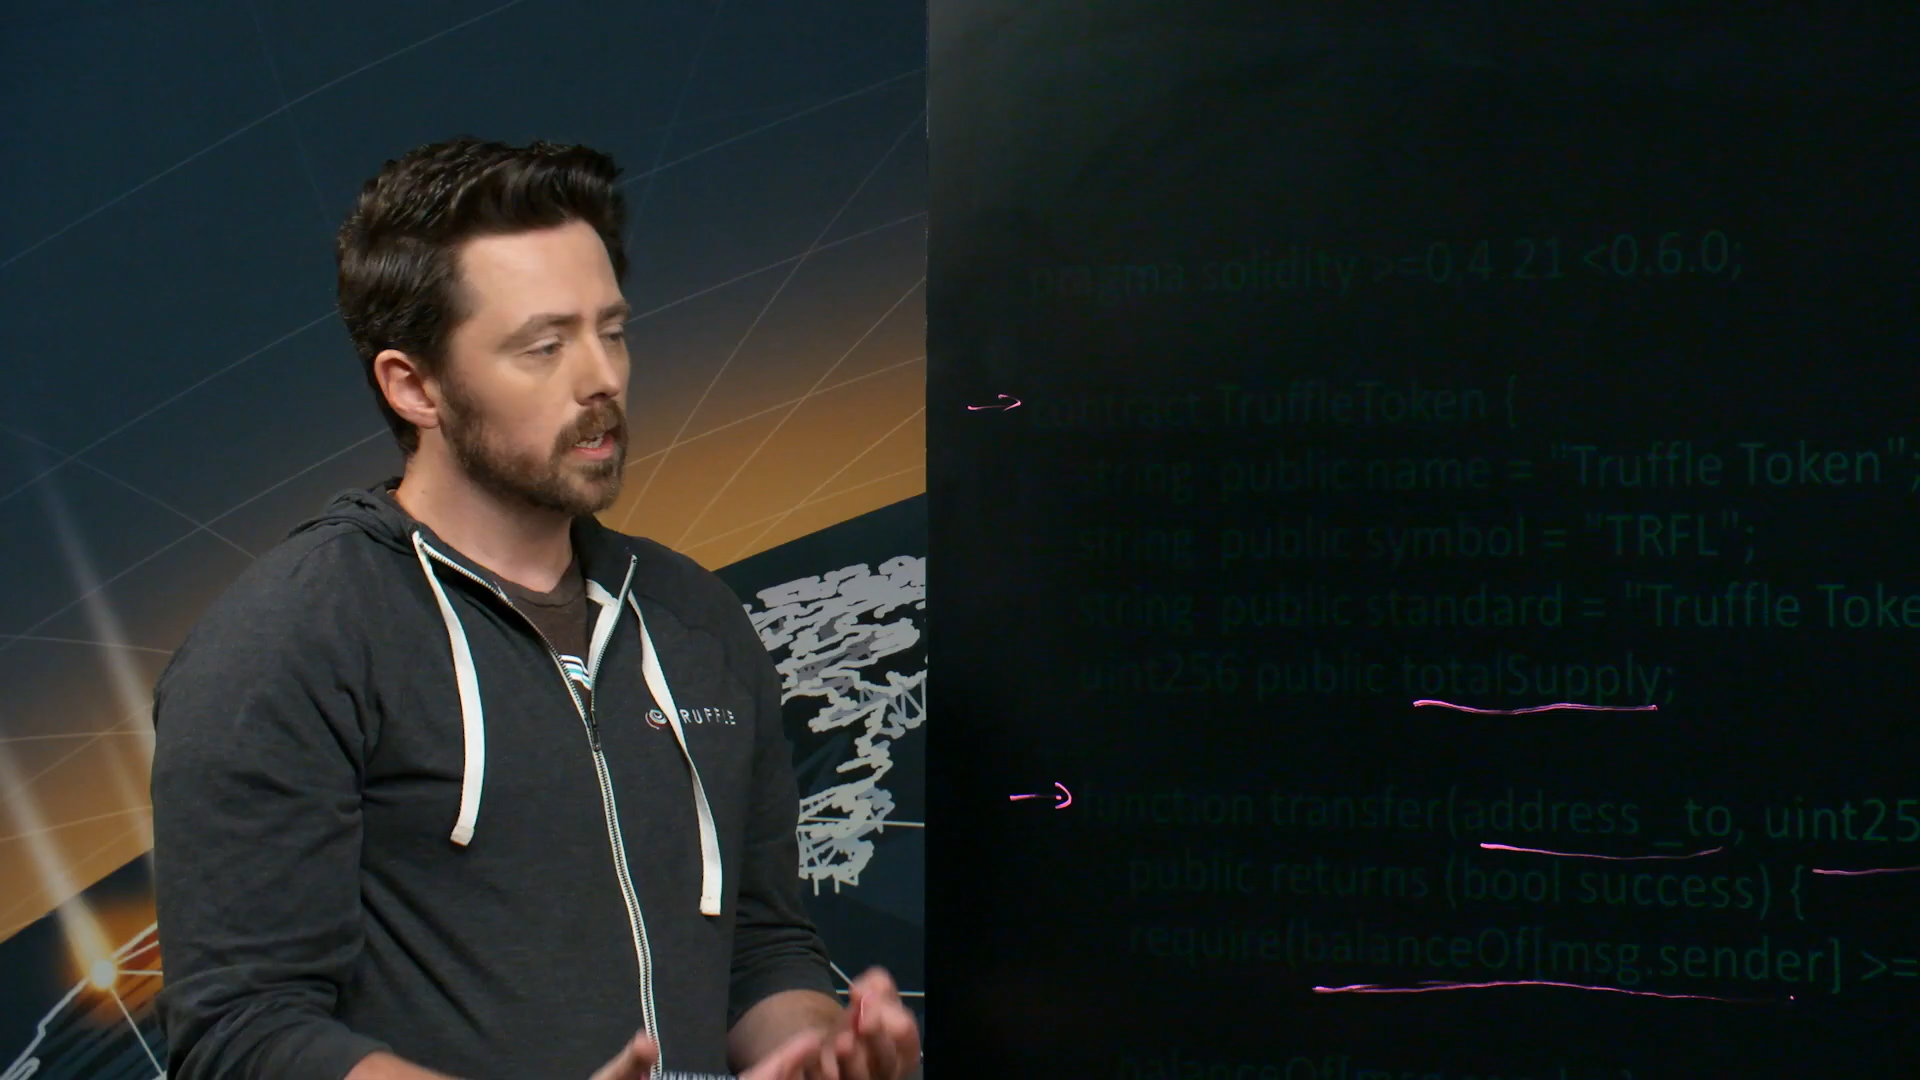 pragma solidity >=0.4.21 <0.6.0;
contract TruffleToken {
string public name = "Truffle Token";
string public symbol = "TRFL";
string public standard = "Truffle Toke
uint256 public totalSupply;
function transfer(address _to, uint25
public returns (bool success) {
require(balanceOf[msg.sender] >=
TRUFFLE